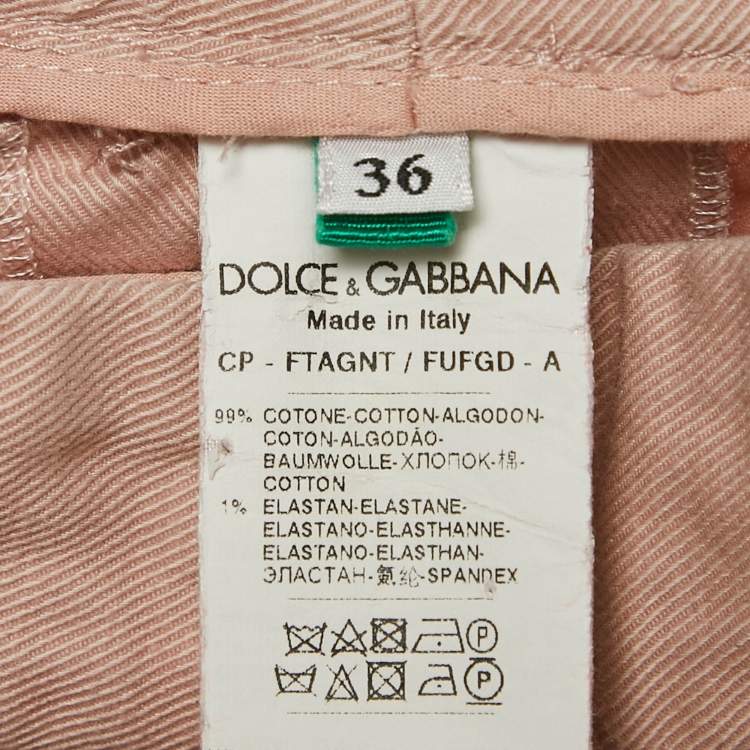 36
DOLCE & GABBANA
Made in Italy
CP - FTAGNT / FUFGD - A
99% COTONE-COTTON-ALGODON-
COTON-ALGODÃO-
BAUMWOLLE-ХЛОПОК-棉-
COTTON
1% ELASTAN-ELASTANE-
ELASTANO-ELASTHANNE-
ELASTANO-ELASTHAN-
ЭЛАСТАН-氨纶-SPANDEX
P
P